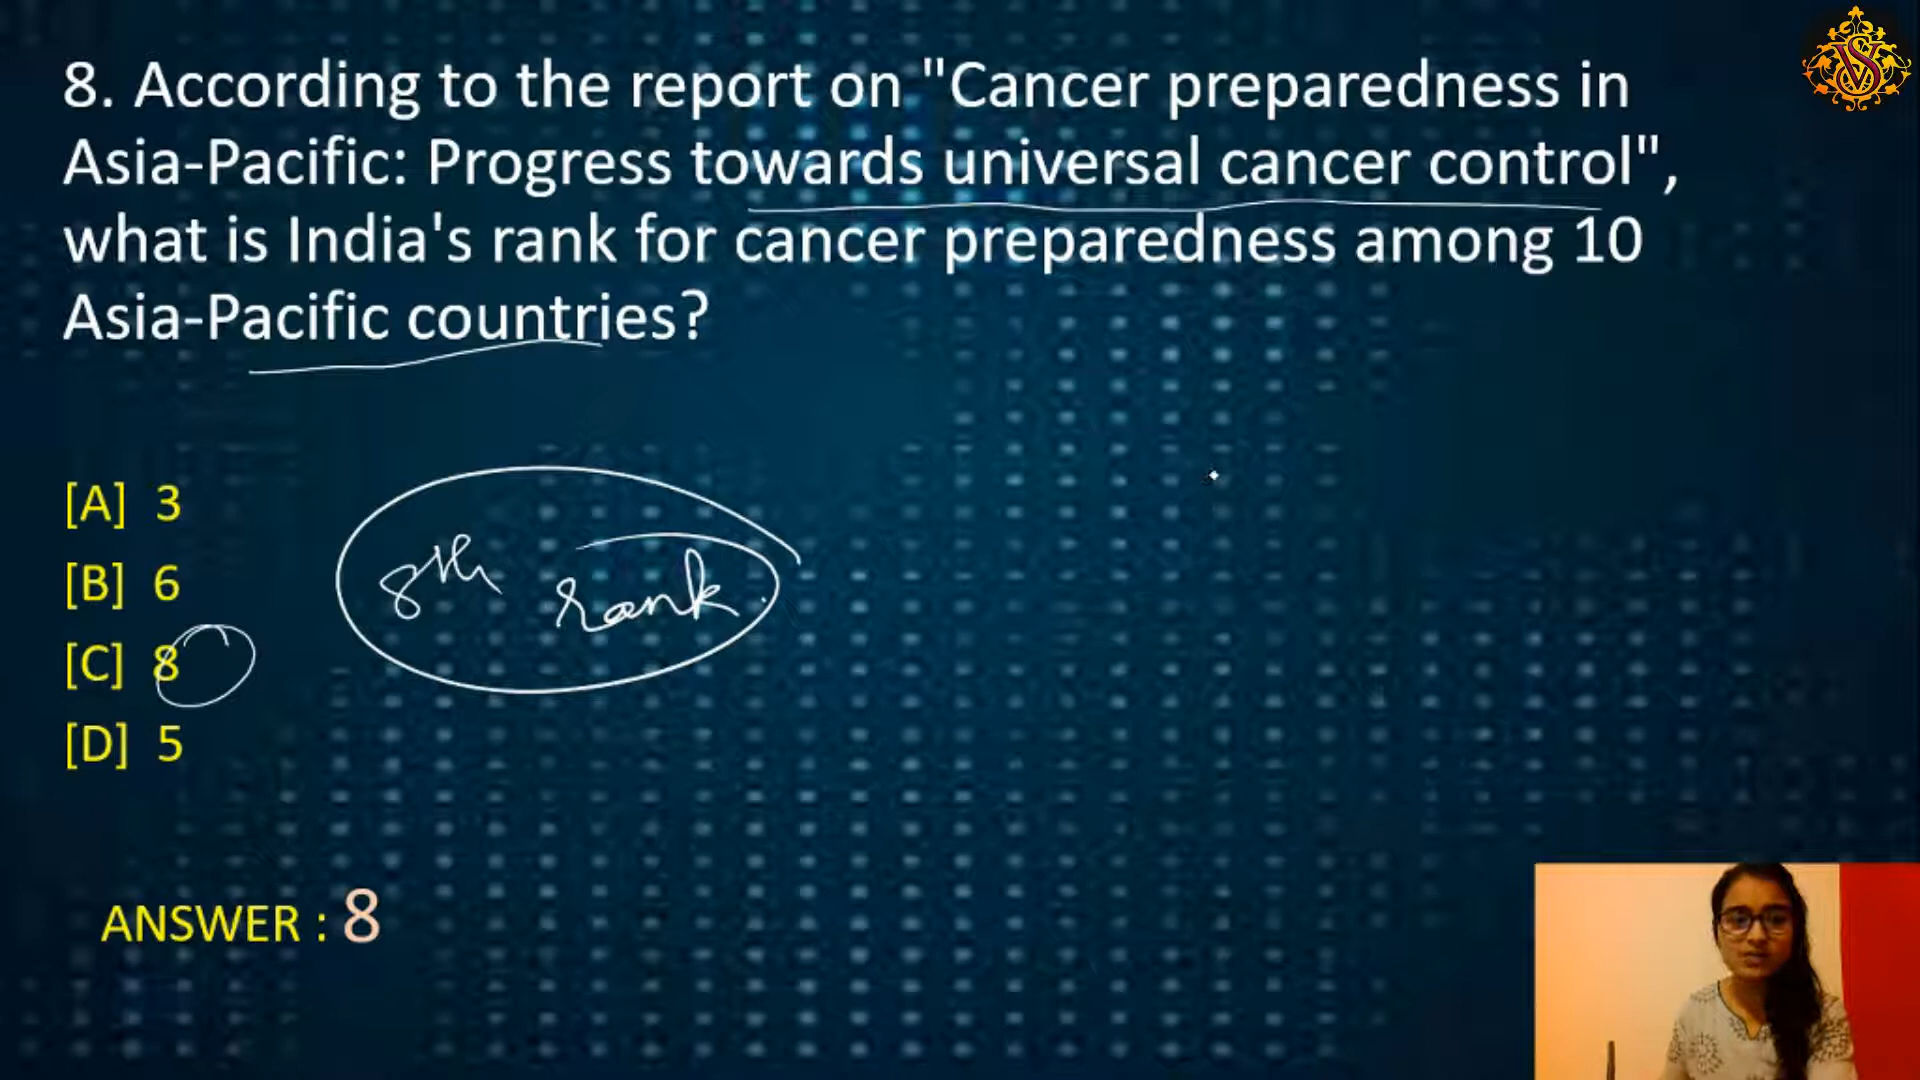 8. According to the report on "Cancer preparedness in
Asia-Pacific: Progress towards universal cancer control",
what is India's rank for cancer preparedness among 10
Asia-Pacific countries?
[A] 3
[B] 6
[C] 8
[D] 5
8th rank.
ANSWER : 8